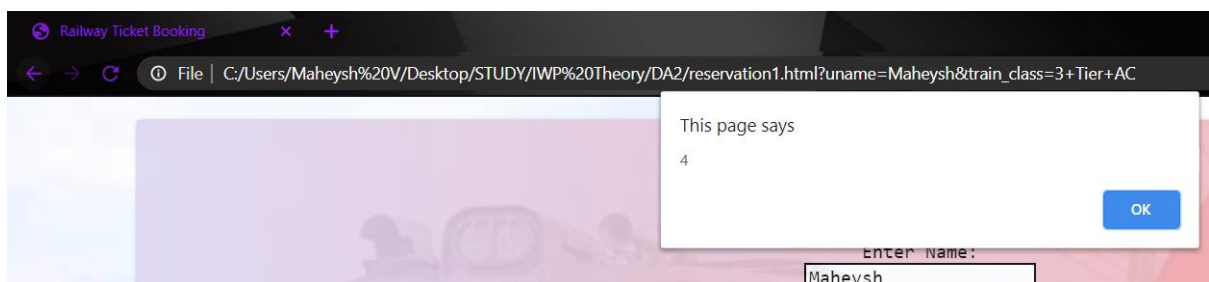 Railway Ticket Booking
File | C:/Users/Maheysh%20V/Desktop/STUDY/IWP%20Theory/DA2/reservation1.html?uname=Maheysh&train_class=3+Tier+AC
This page says
4
OK
Enter Name:
Maheysh